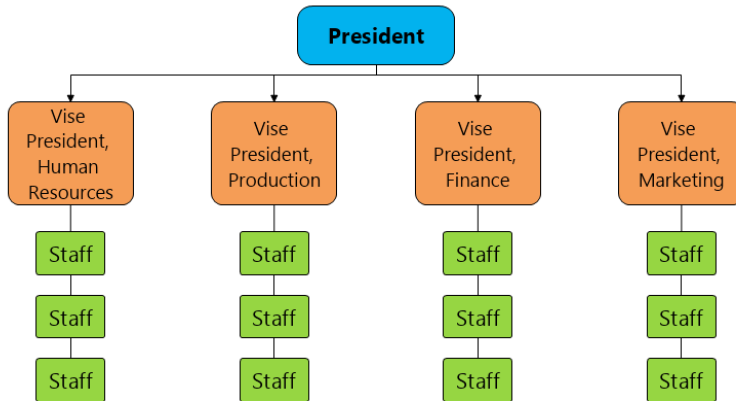 President
Vise
President,
Human
Resources
Vise
President,
Production
Vise
President,
Finance
Vise
President,
Marketing
Staff
Staff
Staff
Staff
Staff
Staff
Staff
Staff
Staff
Staff
Staff
Staff